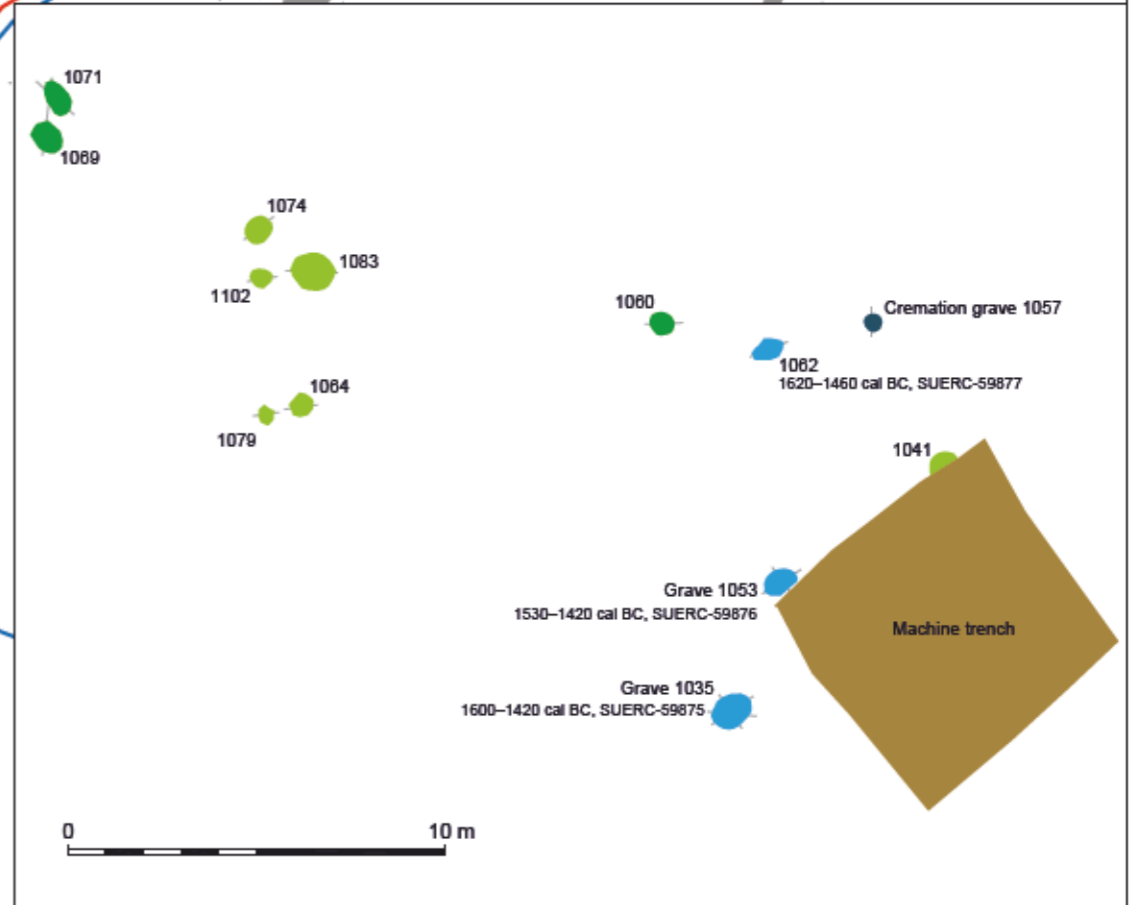 1071
1069
1074
1083
1102
1060
Cremation grave 1057
1062
1620–1460 cal BC, SUERC-59877
1064
1079
1041
Grave 1053
1530–1420 cal BC, SUERC-59876
Machine trench
Grave 1035
1600–1420 cal BC, SUERC-59875
0
10 m